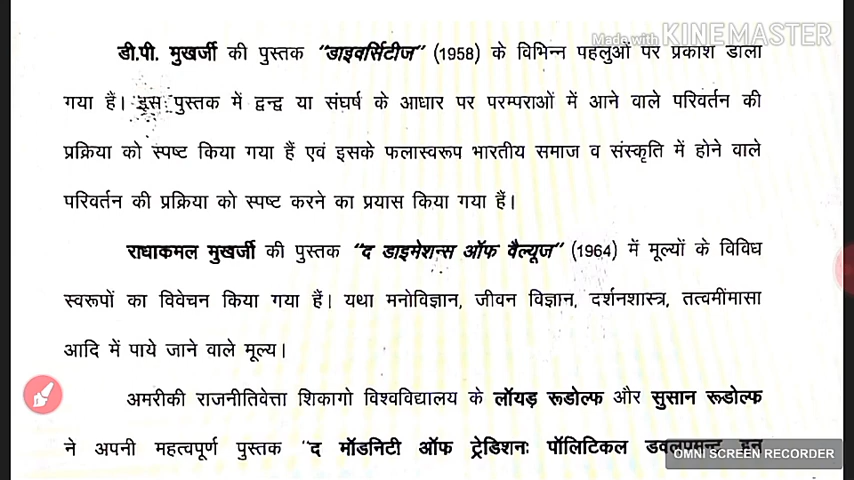 Made with KINEMASTER
डी.पी. मुखर्जी की पुस्तक "डाइवर्सिटीज" (1958) के विभिन्न पहलुओं पर प्रकाश डाला
गया हैं। इस पुस्तक में द्वन्द्व या संघर्ष के आधार पर परम्पराओं में आने वाले परिवर्तन की
प्रक्रिया को स्पष्ट किया गया हैं एवं इसके फलास्वरूप भारतीय समाज व संस्कृति में होने वाले
परिवर्तन की प्रक्रिया को स्पष्ट करने का प्रयास किया गया हैं।
राधाकमल मुखर्जी की पुस्तक "द डाइमेशन्स ऑफ वैल्यूज" (1964) में मूल्यों के विविध
स्वरूपों का विवेचन किया गया हैं। यथा मनोविज्ञान, जीवन विज्ञान, दर्शनशास्त्र, तत्वमींमासा
आदि में पाये जाने वाले मूल्य।
अमरीकी राजनीतिवेत्ता शिकागो विश्वविद्यालय के लॉयड़ रूडोल्फ और सुसान रूडोल्फ
ने अपनी महत्वपूर्ण पुस्तक "द मॉडनिटी ऑफ ट्रेडिशनः पॉलिटिकल डवलपमन्ट इन
OMNI SCREEN RECORDER